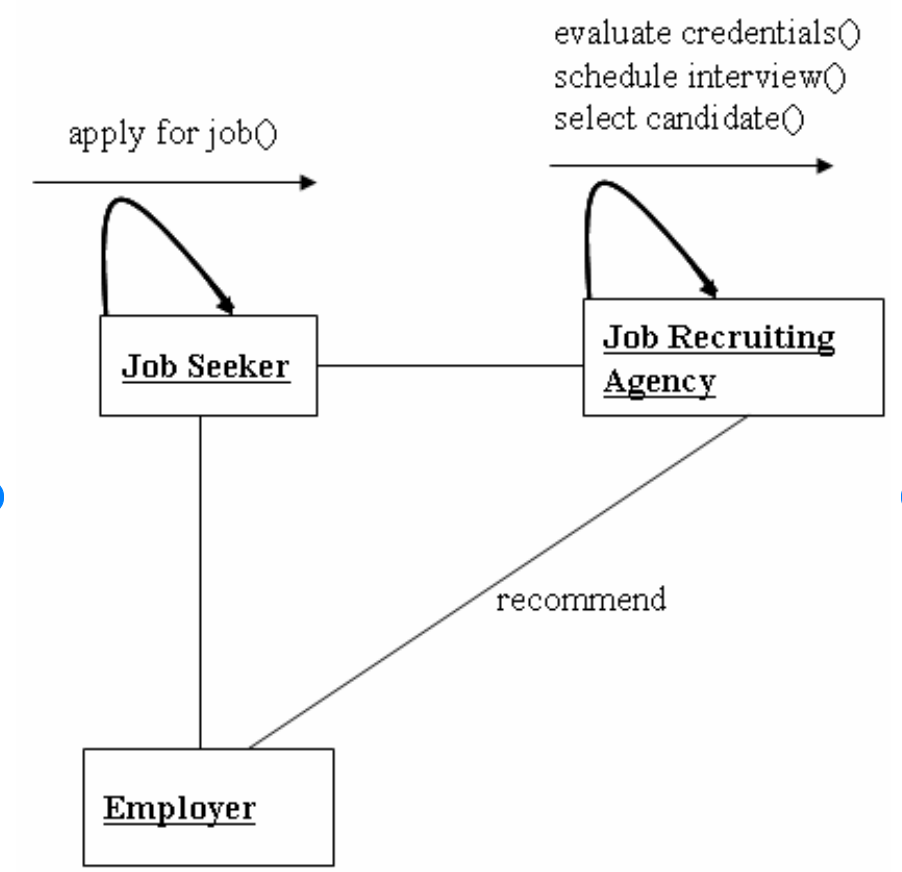 evaluate credentials()
schedule interview()
select candidate()
apply for job()
Job Seeker
Job Recruiting
Agency
recommend
Employer